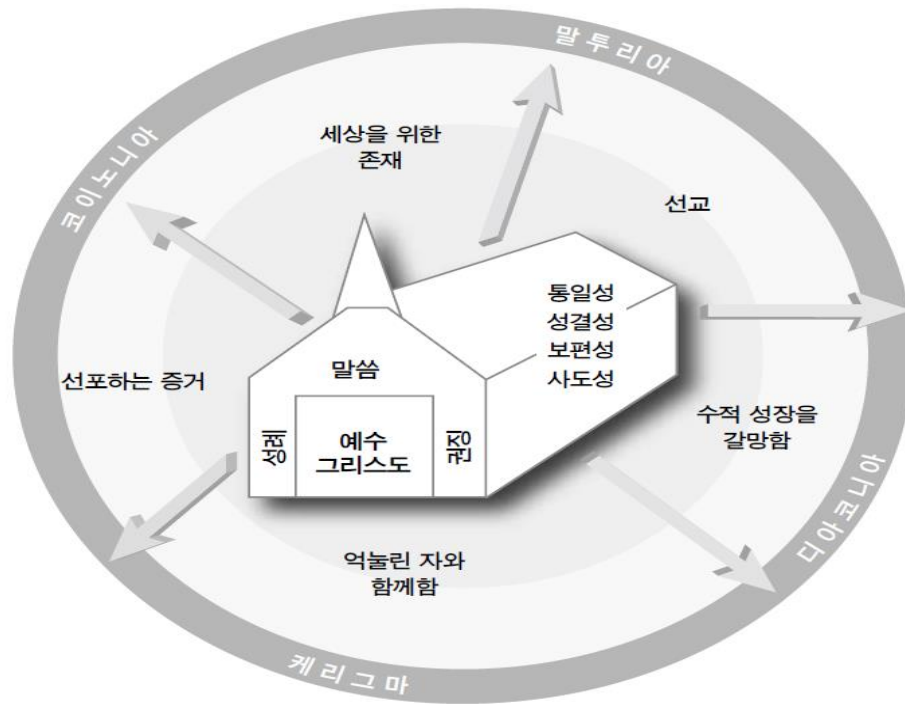 말투리아
코이노니아
세상을 위한
존재
선교
통일성
성결성
보편성
사도성
선포하는 증거
말씀
성례
예수
그리스도
권징
수적 성장을
갈망함
디아코니아
억눌린 자와
함께함
케리그마